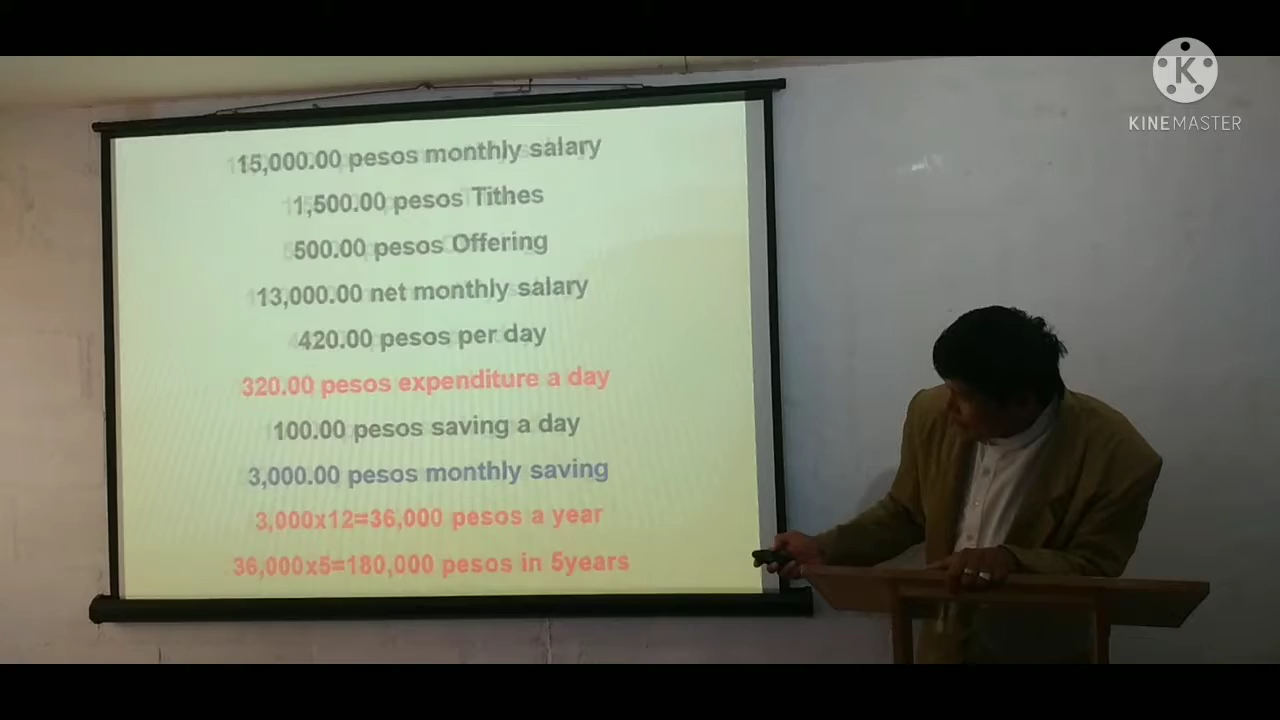 15,000.00 pesos monthly salary
1,500.00 pesos Tithes
500.00 pesos Offering
13,000.00 net monthly salary
420.00 pesos per day
320.00 pesos expenditure a day
100.00 pesos saving a day
3,000.00 pesos monthly saving
3,000x12=36,000 pesos a year
36,000x5=180,000 pesos in 5years
K
KINEMASTER